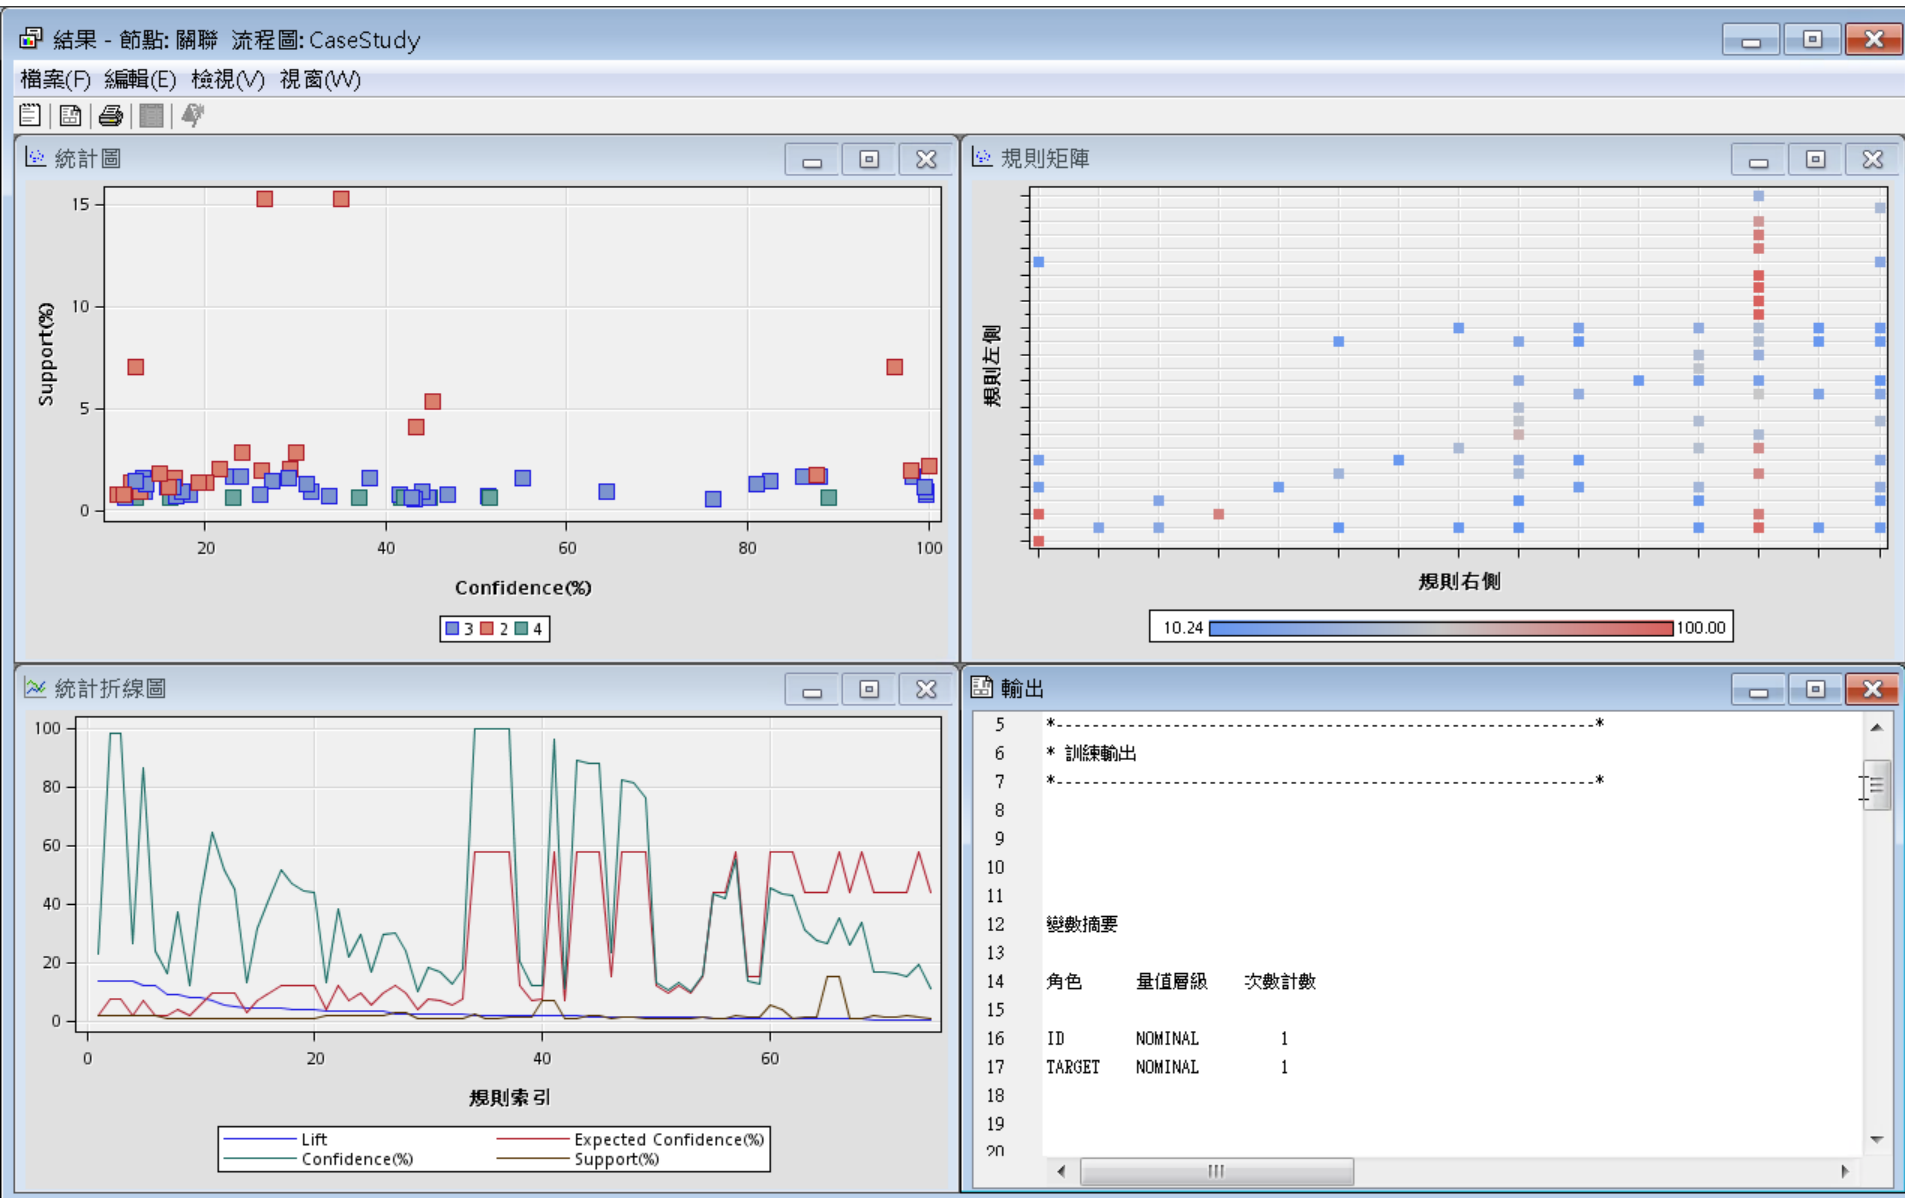 結果 - 節點: 關聯 流程圖: CaseStudy
檔案(F) 編輯(E) 檢視(V) 視窗(W)
統計圖
Support(%)
15
10
5
0
20 40 60 80 100
Confidence(%)
3 2 4
規則矩陣
規則左側
規則右側
10.24 100.00
統計折線圖
100
80
60
40
20
0
0 20 40 60
規則索引
Lift Expected Confidence(%)
Confidence(%) Support(%)
輸出
5 *------------------------------------------------------------*
6 * 訓練輸出
7 *------------------------------------------------------------*
8
9
10
11
12 變數摘要
13
14 角色 量值層級 次數計數
15
16 ID NOMINAL 1
17 TARGET NOMINAL 1
18
19
20